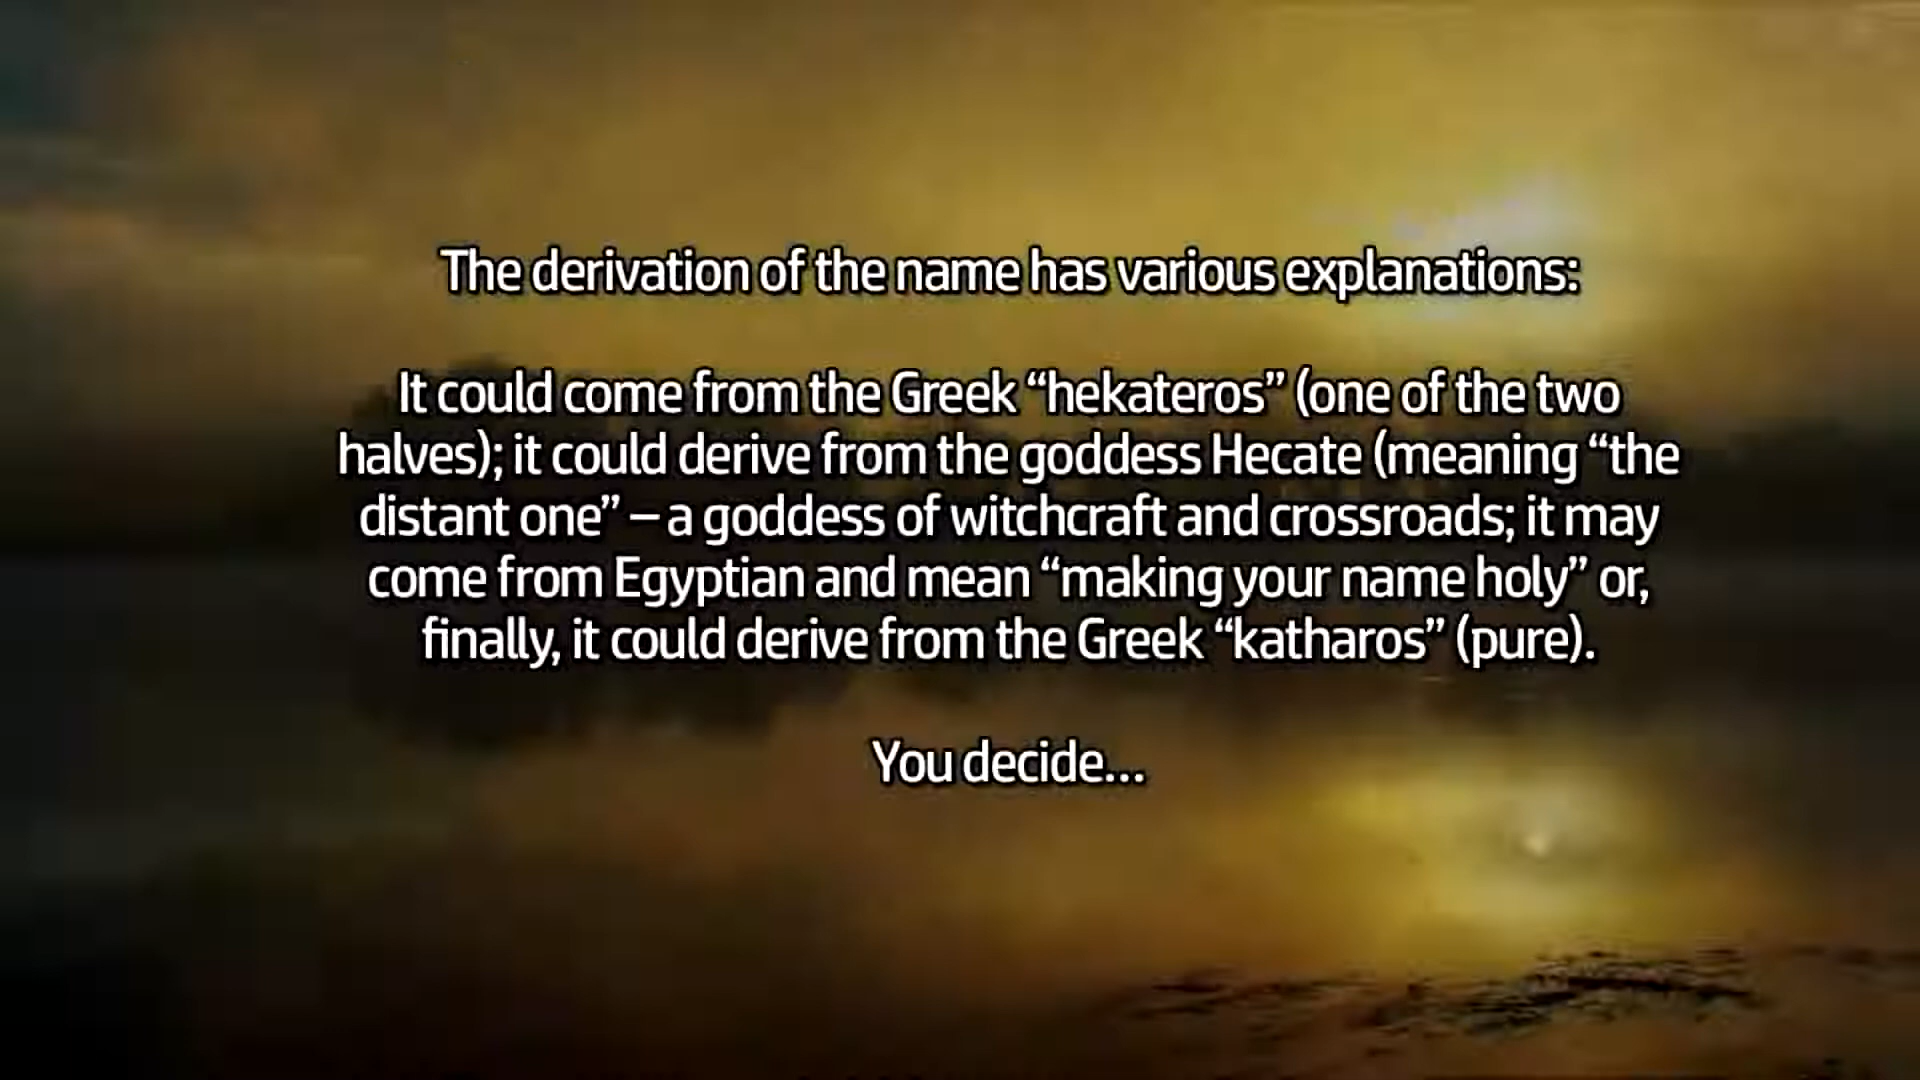 The derivation of the name has various explanations:
It could come from the Greek “hekateros” (one of the two
halves); it could derive from the goddess Hecate (meaning “the
distant one” – a goddess of witchcraft and crossroads; it may
come from Egyptian and mean “making your name holy” or,
finally, it could derive from the Greek “katharos” (pure).
You decide...